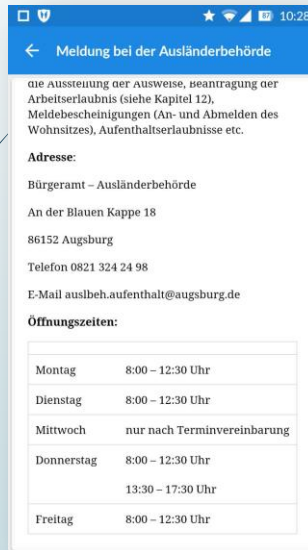 10:28
Meldung bei der Ausländerbehörde
die Ausstellung der Ausweise, Beantragung der
Arbeitserlaubnis (siehe Kapitel 12),
Meldebescheinigungen (An- und Abmelden des
Wohnsitzes), Aufenthaltserlaubnisse etc.
Adresse:
Bürgeramt – Ausländerbehörde
An der Blauen Kappe 18
86152 Augsburg
Telefon 0821 324 24 98
E-Mail auslbeh.aufenthalt@augsburg.de
Öffnungszeiten:
Montag 8:00 – 12:30 Uhr
Dienstag 8:00 – 12:30 Uhr
Mittwoch nur nach Terminvereinbarung
Donnerstag 8:00 – 12:30 Uhr
13:30 – 17:30 Uhr
Freitag 8:00 – 12:30 Uhr